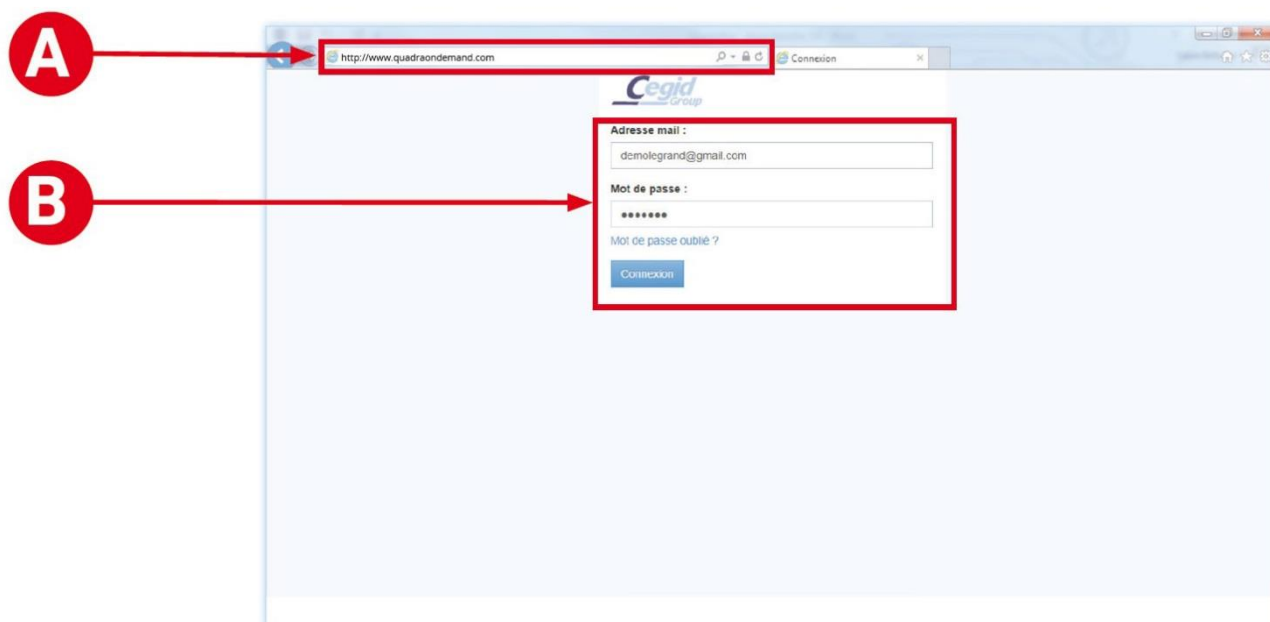 A
http://www.quadraondemand.com
Connexion
Cegid
Group
Adresse mail :
demolegrand@gmail.com
B
Mot de passe :
Mot de passe oublié ?
Connexion